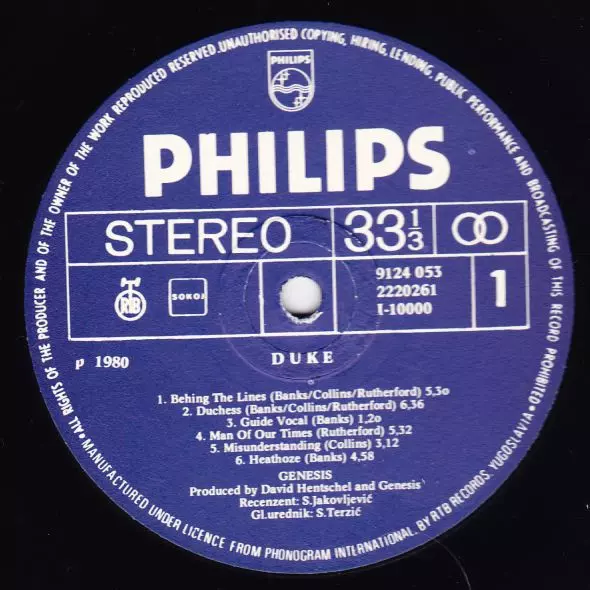 ALL RIGHTS OF THE PRODUCER AND OF THE OWNER OF THE WORK REPRODUCED RESERVED. UNAUTHORISED COPYING, HIRING, LENDING, PUBLIC PERFORMANCE AND BROADCASTING OF THIS RECORD PROHIBITED •
PHILIPS
PHILIPS
STEREO
33 1/3
RTB
SOKOJ
9124 053
2220261
I-10000
1
DUKE
p 1980
1. Behing The Lines (Banks/Collins/Rutherford) 5,3o
2. Duchess (Banks/Collins/Rutherford) 6,36
3. Guide Vocal (Banks) 1,2o
4. Man Of Our Times (Rutherford) 5,32
5. Misunderstanding (Collins) 3,12
6. Heathoze (Banks) 4,58
GENESIS
Produced by David Hentschel and Genesis
Recenzent: S.Jakovljević
Gl.urednik: S.Terzić
• MANUFACTURED UNDER LICENCE FROM PHONOGRAM INTERNATIONAL. BY RTB RECORDS. YUGOSLAVIA •